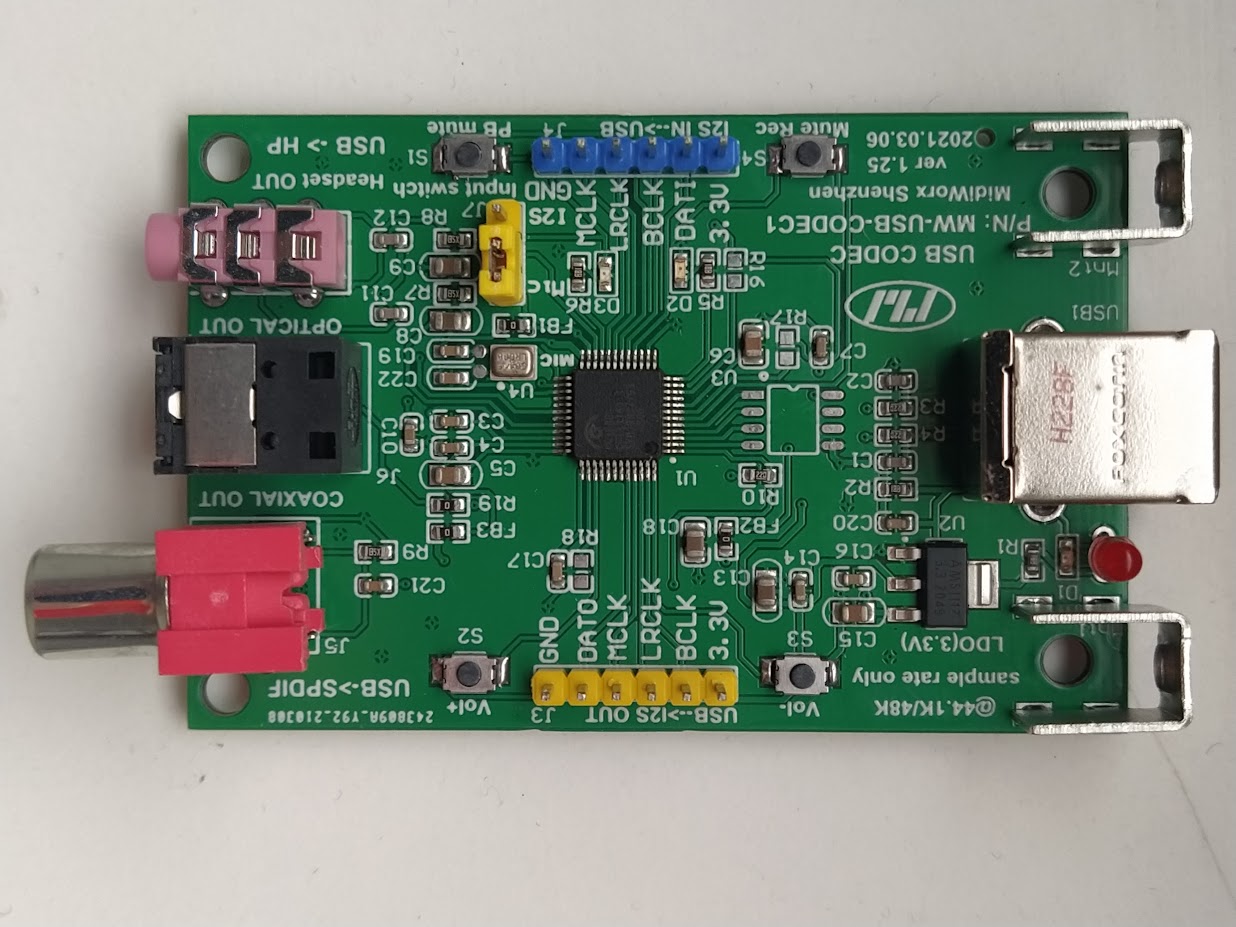 PB mute
J4
I2S IN-->USB
Mute Rec
ver 1.25
2021.03.06
USB -> HP
S1
S4
Headset OUT
Input switch
GND
MCLK
LRCLK
BCLK
3.3V
MidiWorx Shenzhen
P/N: MW-USB-CODEC1
USB CODEC
J7
I2S
Mic
C12
R8
C9
R7
C11
C8
C19
C22
D3
R6
D2
R5
R16
Mnt2
USB1
OPTICAL OUT
FB1
MIC
U4
R17
C6
C7
U3
C2
R3
R4
C1
R2
C20
FOXCONN
H228F
C10
C3
C4
C5
J6
U1
R10
COAXIAL OUT
R19
FB3
R9
C21
R18
C17
C18
FB2
C13
C14
C16
C15
U2
AMS1117
R1
D1
J5
S2
GND
DATO
MCLK
LRCLK
BCLK
3.3V
S3
LDO(3.3V)
sample rate only
@44.1K/48K
USB->SPDIF
Vol+
J3
USB-->I2S OUT
Vol-
243809A_Y92_210308